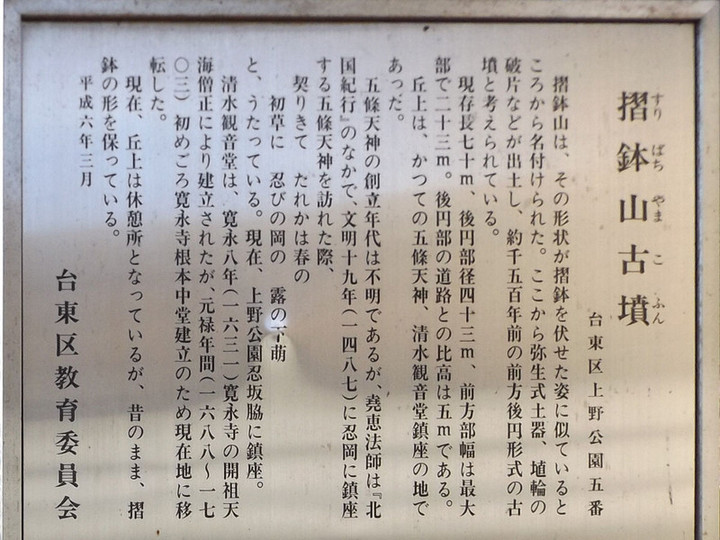 摺鉢山古墳
すりばちやまこふん
台東区上野公園五番
摺鉢山は、その形状が摺鉢を伏せた姿に似ていると
ころから名付けられた。ここから弥生式土器、埴輪の
破片などが出土し、約千五百年前の前方後円形式の古
墳と考えられている。
現存長七十m、後円部径四十三m、前方部幅は最大
部で二十三m。後円部の道路との比高は五mである。
丘上は、かつての五條天神、清水観音堂鎮座の地で
あった。
五條天神の創立年代は不明であるが、堯恵法師は『北
国紀行』のなかで、文明十九年(一四八七)に忍岡に鎮座
する五條天神を訪れた際、
契りきて たれかは春の
初草に 忍びの岡の 露の下萌
と、うたっている。現在、上野公園忍坂脇に鎮座。
清水観音堂は、寛永八年(一六三一)寛永寺の開祖天
海僧正により建立されたが、元禄年間(一六八八〜一七
〇三)初めごろ寛永寺根本中堂建立のため現在地に移
転した。
現在、丘上は休憩所となっているが、昔のまま、摺
鉢の形を保っている。
平成六年三月
台東区教育委員会